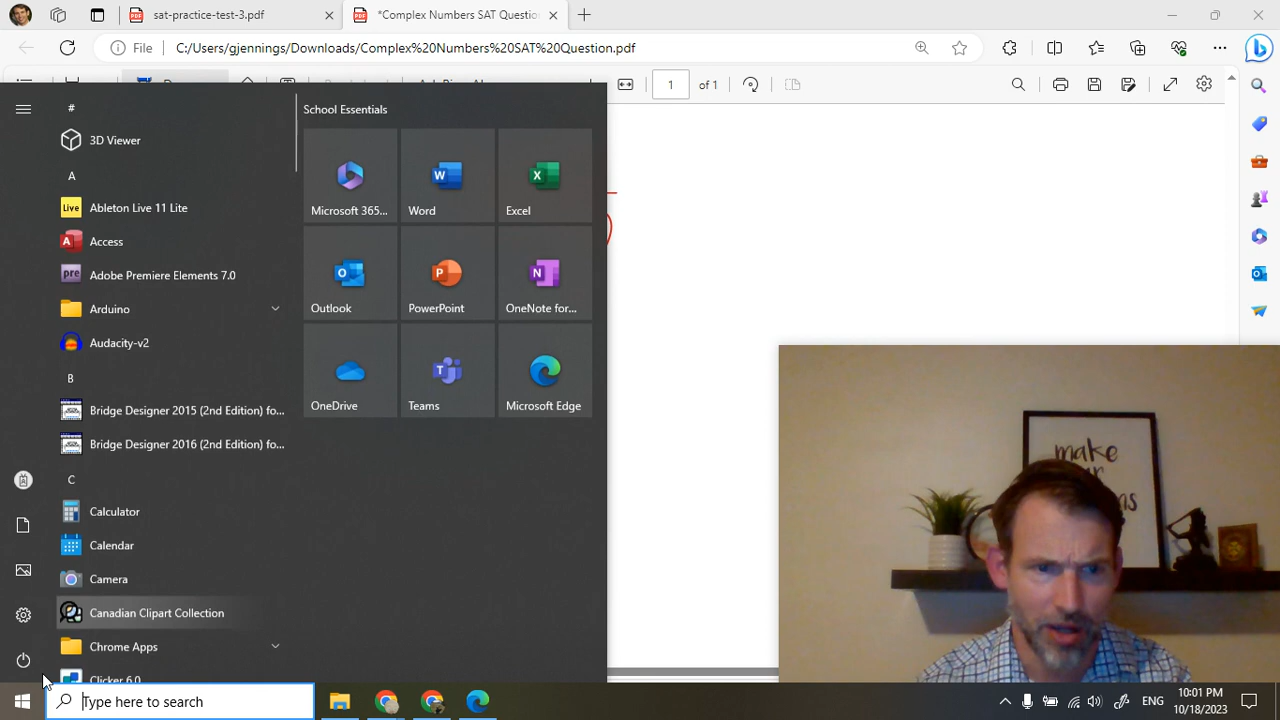 sat-practice-test-3.pdf
*Complex Numbers SAT Questio
File
C:/Users/gjennings/Downloads/Complex%20Numbers%20SAT%20Question.pdf
1
of 1
#
3D Viewer
A
Ableton Live 11 Lite
Access
Adobe Premiere Elements 7.0
Arduino
Audacity-v2
B
Bridge Designer 2015 (2nd Edition) fo...
Bridge Designer 2016 (2nd Edition) fo...
C
Calculator
Calendar
Camera
Canadian Clipart Collection
Chrome Apps
Clicker 6.0
School Essentials
Microsoft 365...
Word
Excel
Outlook
PowerPoint
OneNote for...
OneDrive
Teams
Microsoft Edge
make
Type here to search
ENG
10:01 PM
10/18/2023